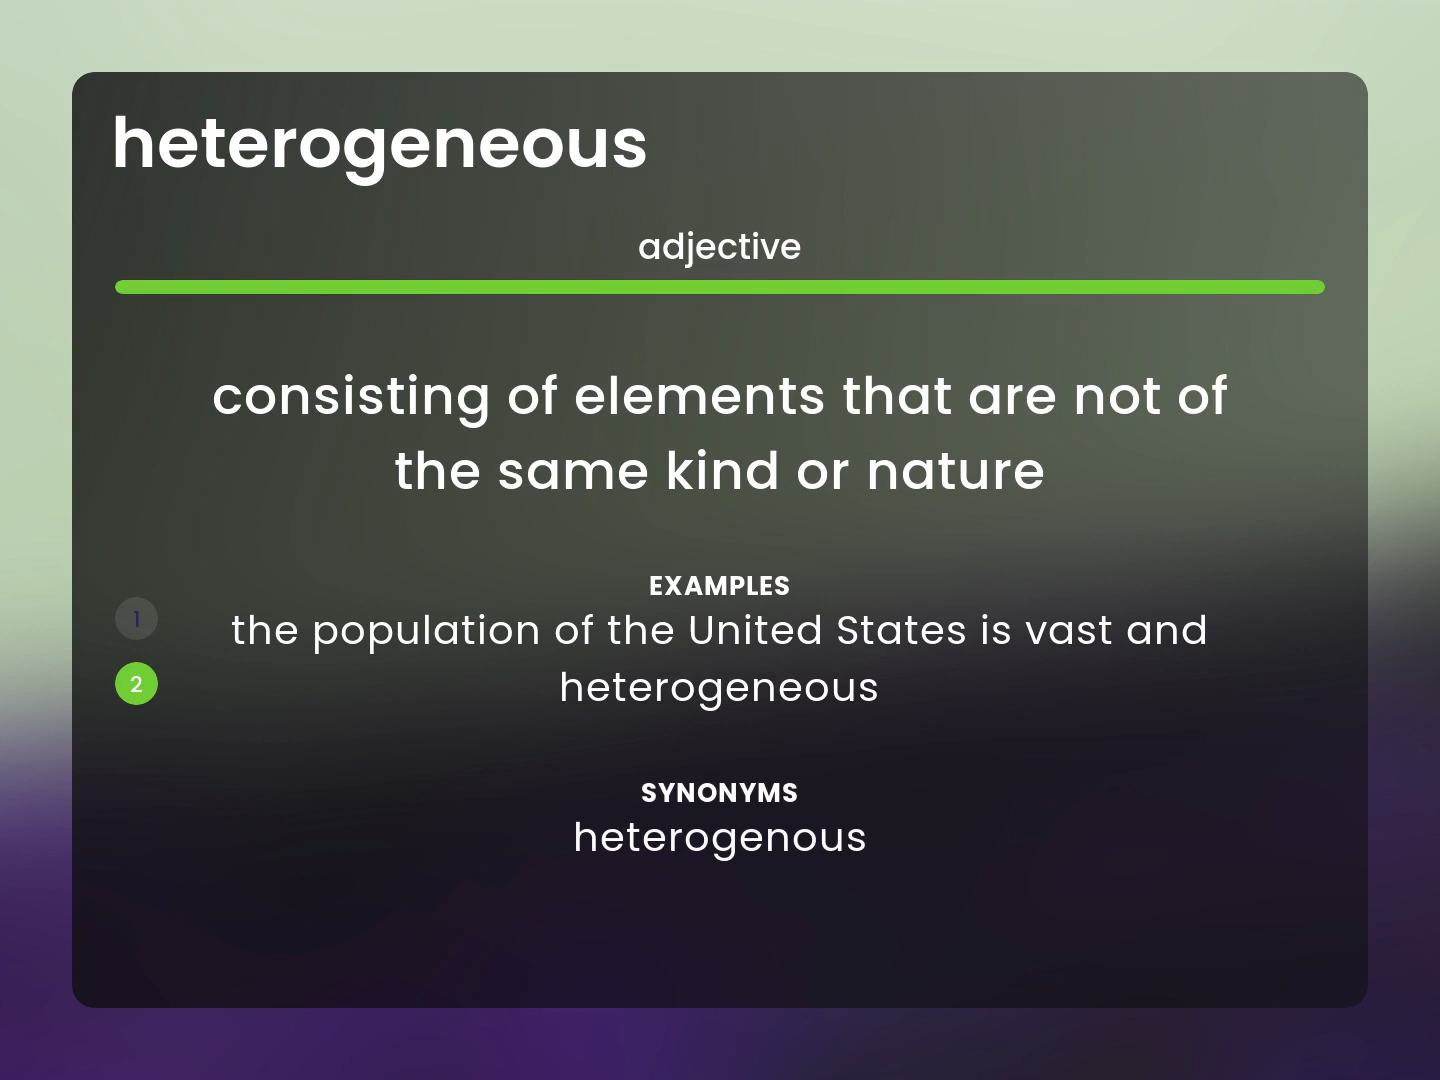 heterogeneous
adjective
consisting of elements that are not of
the same kind or nature
EXAMPLES
1
the population of the United States is vast and
2
heterogeneous
SYNONYMS
heterogenous